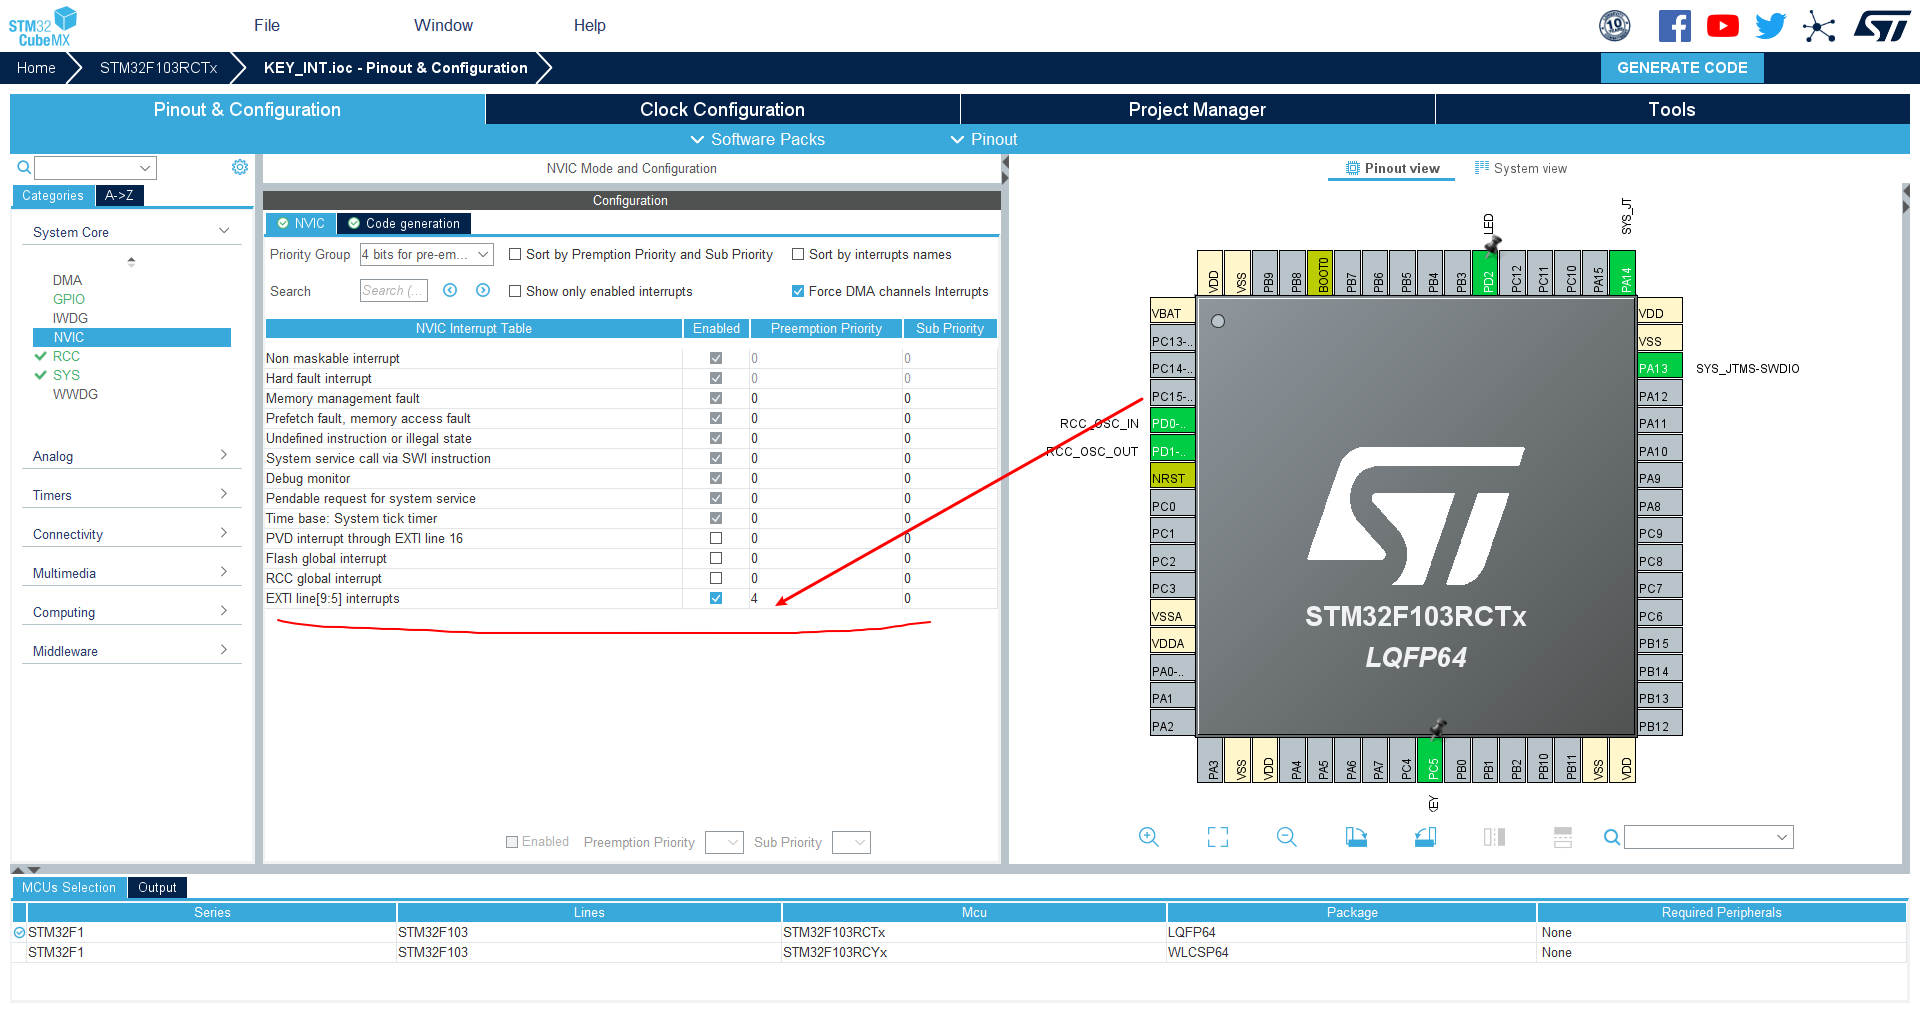 STM32
CubeMX
File
Window
Help
10
Home
STM32F103RCTx
KEY_INT.ioc - Pinout & Configuration
GENERATE CODE
Pinout & Configuration
Clock Configuration
Project Manager
Tools
Software Packs
Pinout
Categories
A->Z
System Core
DMA
GPIO
IWDG
NVIC
RCC
SYS
WWDG
Analog
Timers
Connectivity
Multimedia
Computing
Middleware
NVIC Mode and Configuration
Configuration
NVIC
Code generation
Priority Group
4 bits for pre-em...
Sort by Premption Priority and Sub Priority
Sort by interrupts names
Search
Search (...
Show only enabled interrupts
Force DMA channels Interrupts
NVIC Interrupt Table Enabled Preemption Priority Sub Priority
Non maskable interrupt 0 0
Hard fault interrupt 0 0
Memory management fault 0 0
Prefetch fault, memory access fault 0 0
Undefined instruction or illegal state 0 0
System service call via SWI instruction 0 0
Debug monitor 0 0
Pendable request for system service 0 0
Time base: System tick timer 0 0
PVD interrupt through EXTI line 16 0 0
Flash global interrupt 0 0
RCC global interrupt 0 0
EXTI line[9:5] interrupts 4 0
Enabled
Preemption Priority
Sub Priority
Pinout view
System view
LED
SYS_JT
VDD
VSS
PB9
PB8
BOOT0
PB7
PB6
PB5
PB4
PB3
PD2
PC12
PC11
PC10
PA15
PA14
VBAT
PC13-..
PC14-..
PC15-..
RCC_OSC_IN
PD0-..
RCC_OSC_OUT
PD1-..
NRST
PC0
PC1
PC2
PC3
VSSA
VDDA
PA0-..
PA1
PA2
ST
STM32F103RCTx
LQFP64
VDD
VSS
PA13
SYS_JTMS-SWDIO
PA12
PA11
PA10
PA9
PA8
PC9
PC8
PC7
PC6
PB15
PB14
PB13
PB12
PA3
VSS
VDD
PA4
PA5
PA6
PA7
PC4
PC5
PB0
PB1
PB2
PB10
PB11
VSS
VDD
KEY
MCUs Selection
Output
Series Lines Mcu Package Required Peripherals
STM32F1 STM32F103 STM32F103RCTx LQFP64 None
STM32F1 STM32F103 STM32F103RCYx WLCSP64 None